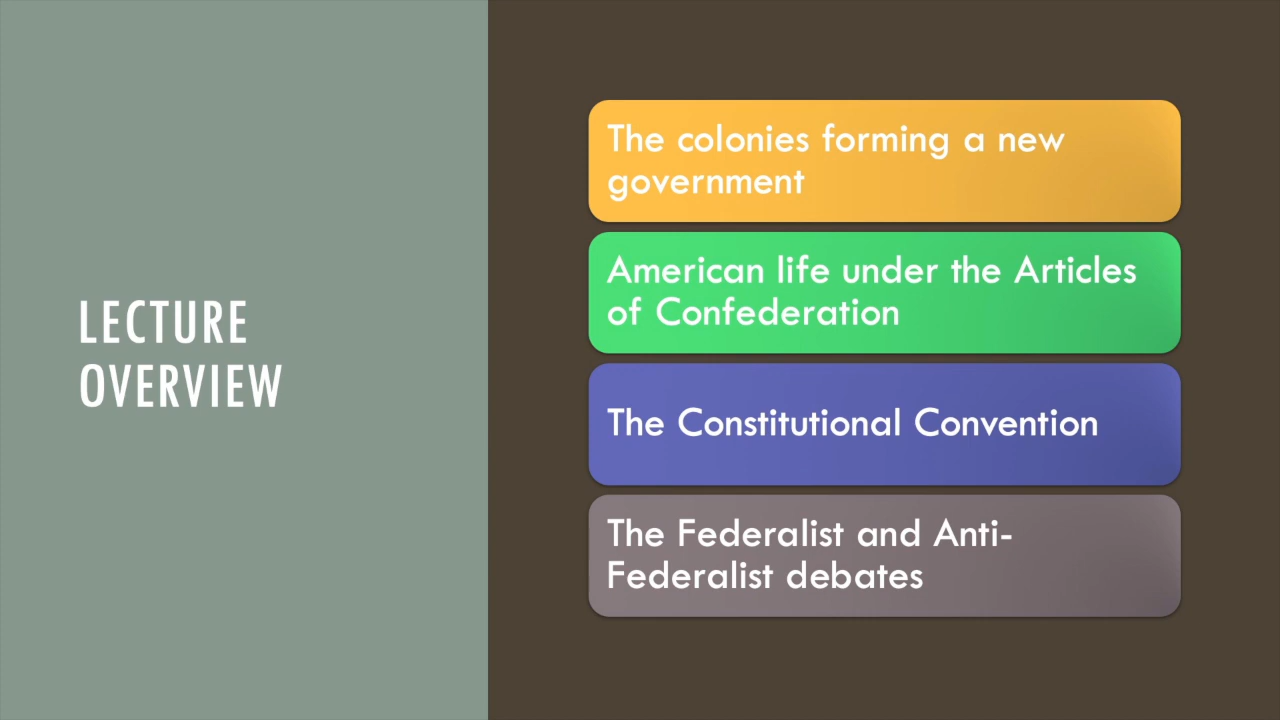 LECTURE
OVERVIEW
The colonies forming a new
government
American life under the Articles
of Confederation
The Constitutional Convention
The Federalist and Anti-
Federalist debates